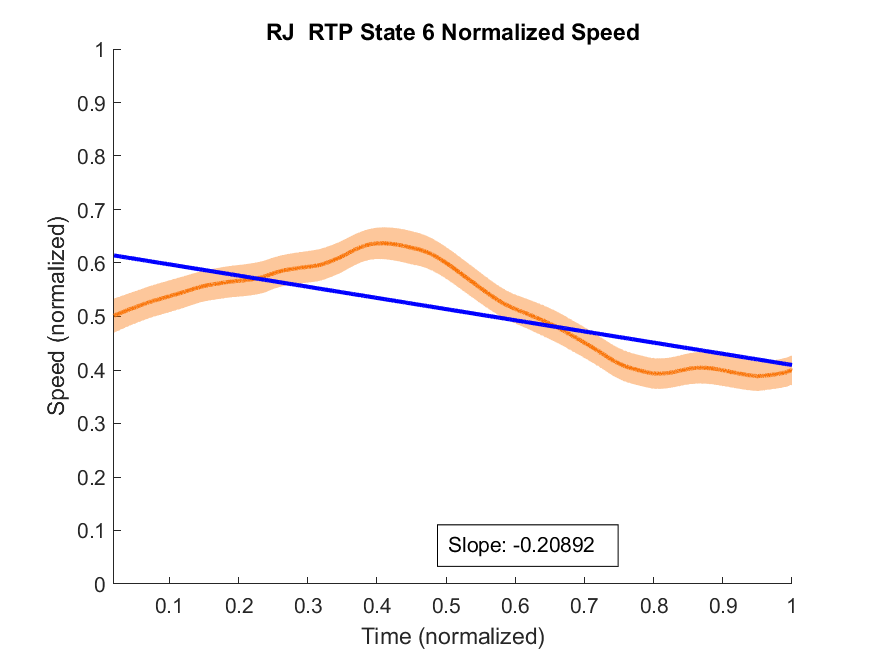 RJ  RTP State 6 Normalized Speed
1
0.9
0.8
0.7
0.6
0.5
0.4
0.3
0.2
0.1
0
Speed (normalized)
Slope: -0.20892
0.1 0.2 0.3 0.4 0.5 0.6 0.7 0.8 0.9 1
Time (normalized)